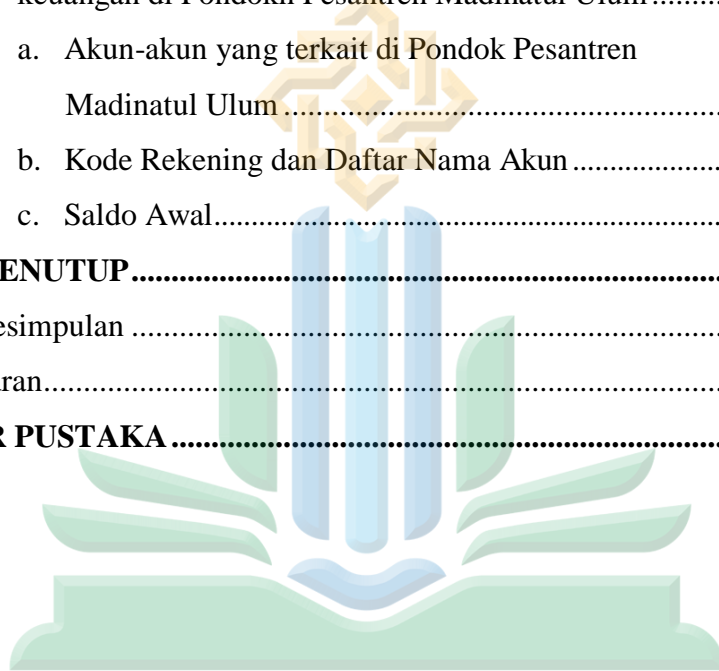 keuangan di Pondokn Pesantren Madinatul Ulum........
a. Akun-akun yang terkait di Pondok Pesantren
Madinatul Ulum........................................................
b. Kode Rekening dan Daftar Nama Akun...................
c. Saldo Awal................................................................
ENUTUP..........................................................................
esimpulan..........................................................................
aran.....................................................................................
R PUSTAKA.....................................................................